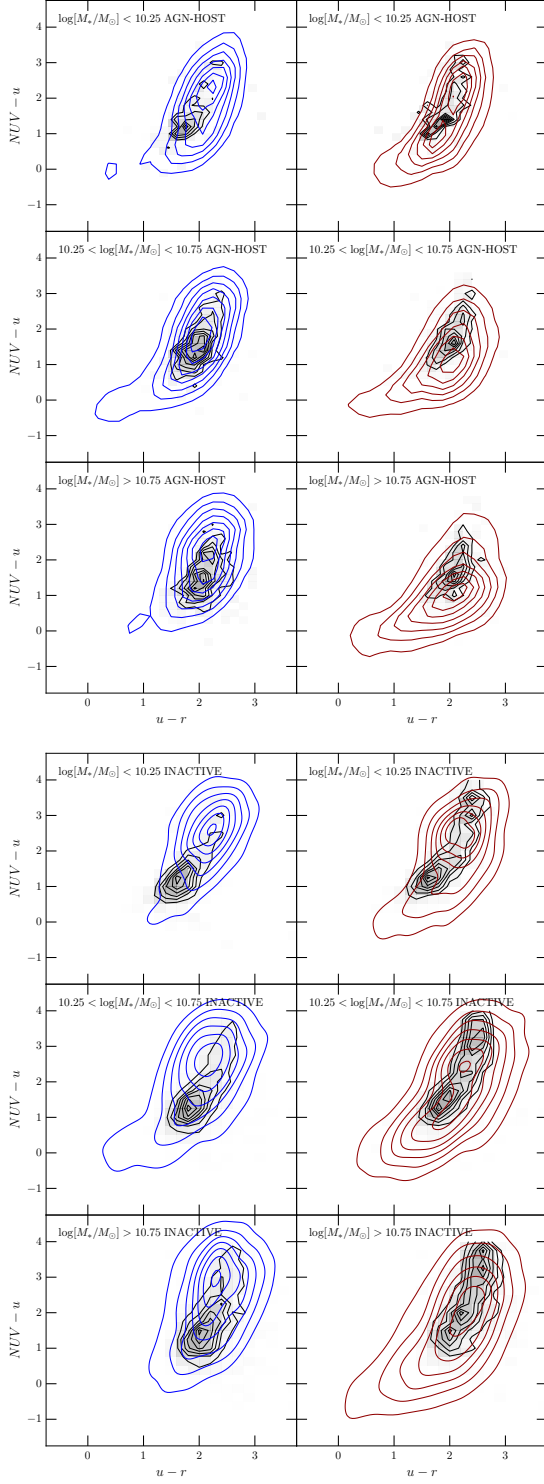 log[M*/M⊙] < 10.25 AGN-HOST
4
3
2
1
0
−1
NUV − u
10.25 < log[M*/M⊙] < 10.75 AGN-HOST
4
3
2
1
0
−1
NUV − u
log[M*/M⊙] > 10.75 AGN-HOST
4
3
2
1
0
−1
NUV − u
0 1 2 3
u − r
log[M*/M⊙] < 10.25 AGN-HOST
10.25 < log[M*/M⊙] < 10.75 AGN-HOST
log[M*/M⊙] > 10.75 AGN-HOST
0 1 2 3
u − r
log[M*/M⊙] < 10.25 INACTIVE
4
3
2
1
0
−1
NUV − u
10.25 < log[M*/M⊙] < 10.75 INACTIVE
4
3
2
1
0
−1
NUV − u
log[M*/M⊙] > 10.75 INACTIVE
4
3
2
1
0
−1
NUV − u
0 1 2 3
u − r
log[M*/M⊙] < 10.25 INACTIVE
10.25 < log[M*/M⊙] < 10.75 INACTIVE
log[M*/M⊙] > 10.75 INACTIVE
0 1 2 3
u − r